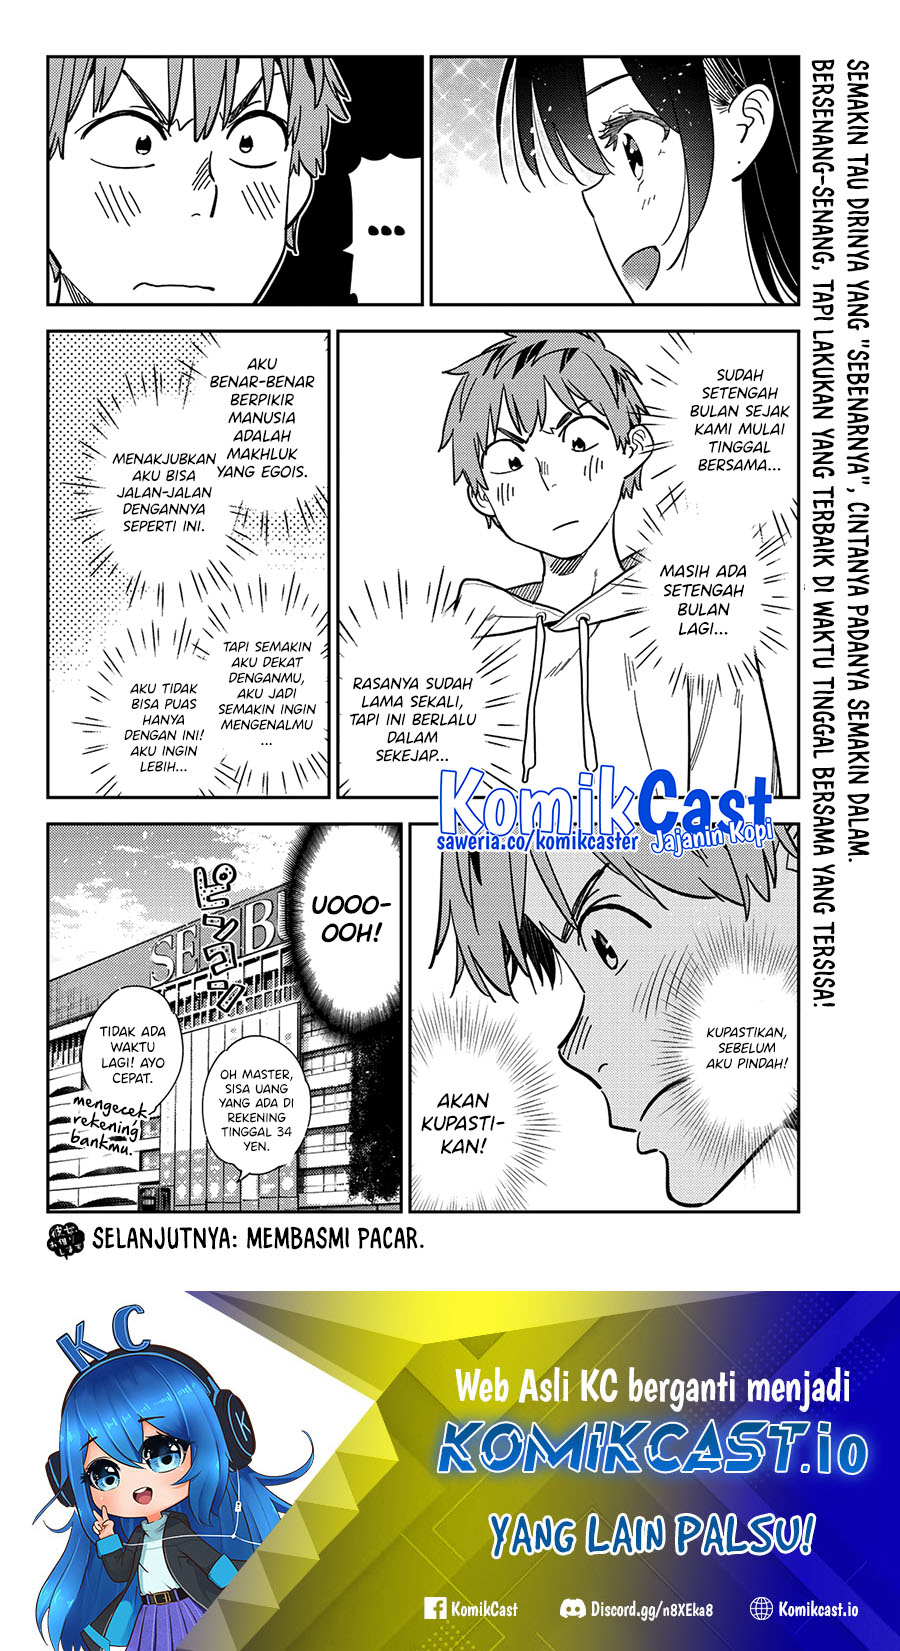 SEMAKIN TAU DIRINYA YANG "SEBENARNYA", CINTANYA PADANYA SEMAKIN DALAM.
BERSENANG-SENANG, TAPI LAKUKAN YANG TERBAIK DI WAKTU TINGGAL BERSAMA YANG TERSISA!
...
SUDAH
SETENGAH
BULAN SEJAK
KAMI MULAI
TINGGAL
BERSAMA...
MASIH ADA
SETENGAH
BULAN
LAGI...
RASANYA SUDAH
LAMA SEKALI,
TAPI INI BERLALU
DALAM
SEKEJAP...
AKU
BENAR-BENAR
BERPIKIR
MANUSIA
ADALAH
MAKHLUK
YANG EGOIS.
MENAKJUBKAN
AKU BISA
JALAN-JALAN
DENGANNYA
SEPERTI INI.
TAPI SEMAKIN
AKU DEKAT
DENGANMU,
AKU JADI
SEMAKIN INGIN
MENGENALMU
...
AKU TIDAK
BISA PUAS
HANYA
DENGAN INI!
AKU INGIN
LEBIH...
KomikCast
saweria.co/komikcaster Jajanin Kopi
KUPASTIKAN,
SEBELUM
AKU PINDAH!
AKAN
KUPASTI-
KAN!
UOOO-
OOH!
SEIBU
ピンコロン
OH MASTER,
SISA UANG
YANG ADA DI
REKENING
TINGGAL 34
YEN.
TIDAK ADA
WAKTU
LAGI! AYO
CEPAT.
mengecek
rekening
bankmu.
SELANJUTNYA: MEMBASMI PACAR.
KC
K
Web Asli KC berganti menjadi
KOMIKCAST.io
YANG LAIN PALSU!
KomikCast
Discord.gg/n8XEka8
Komikcast.io